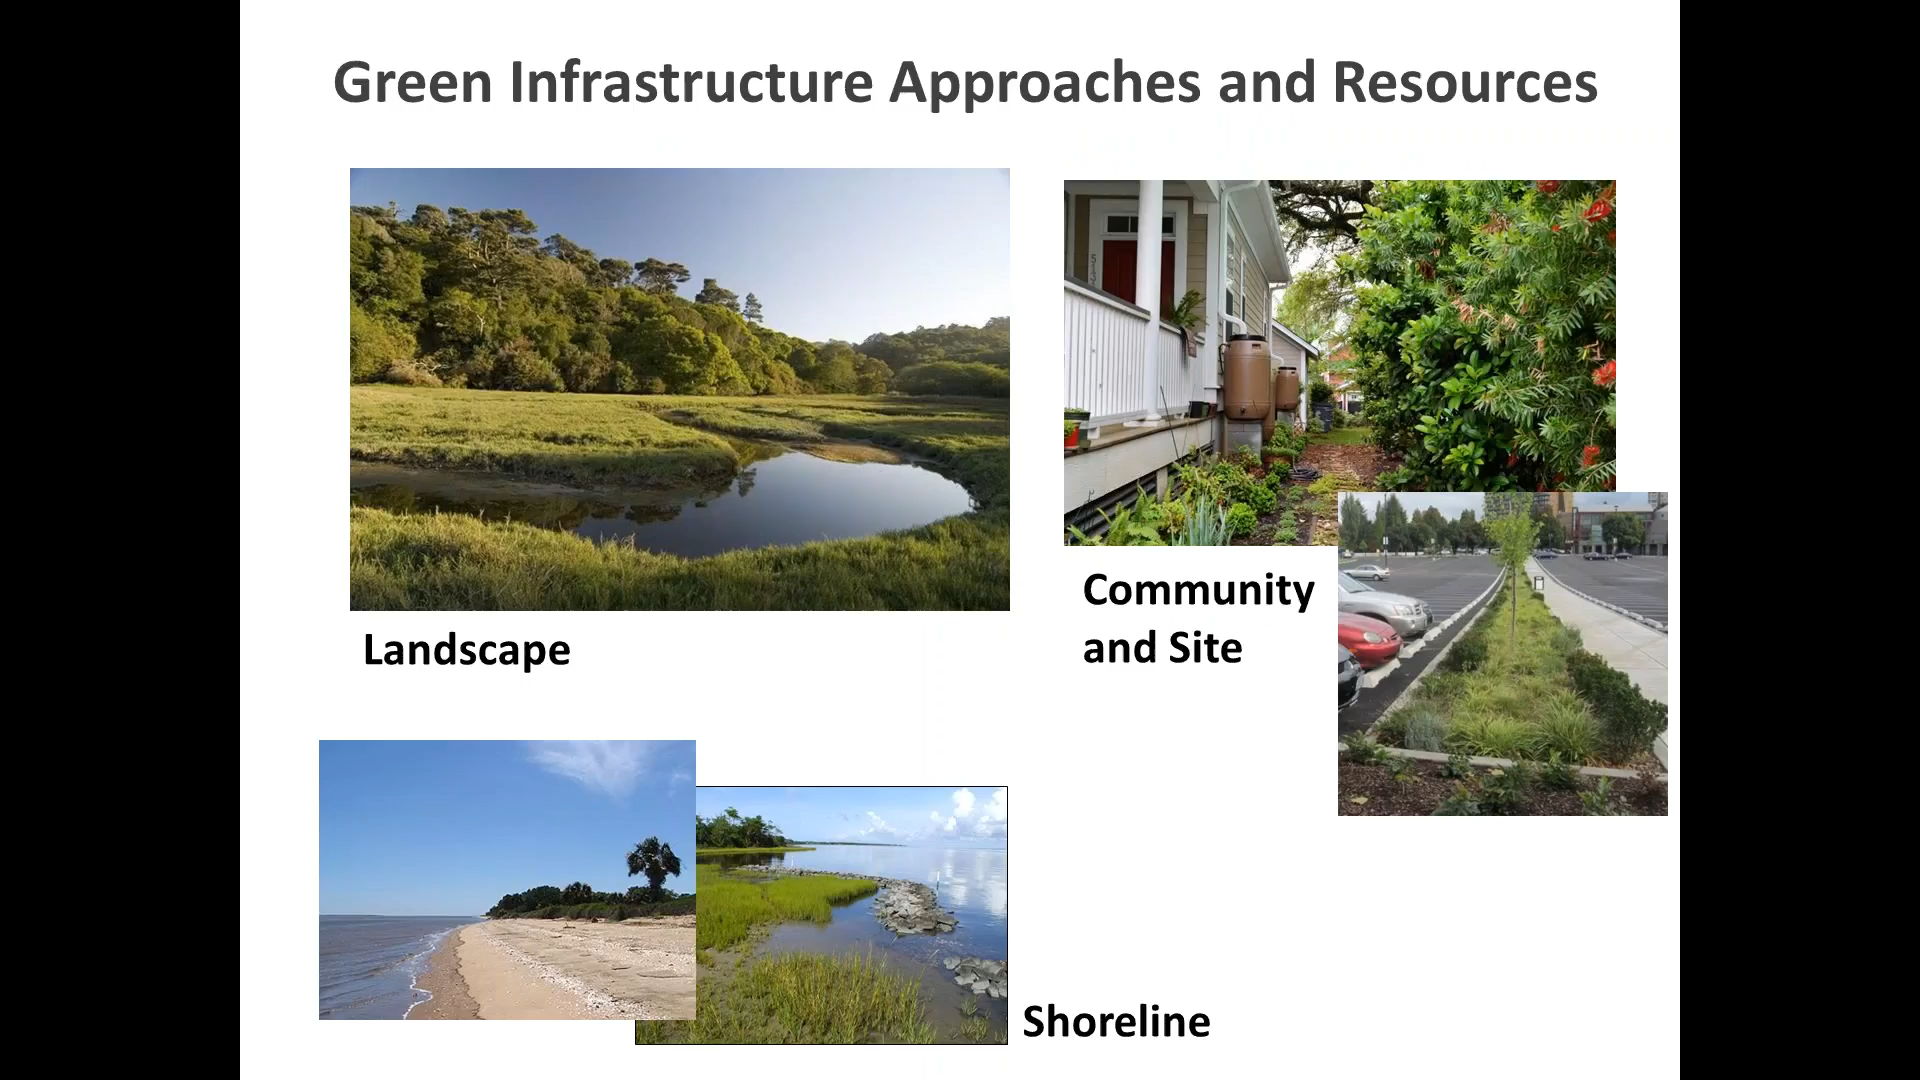 Green Infrastructure Approaches and Resources
Landscape
Community
and Site
Shoreline